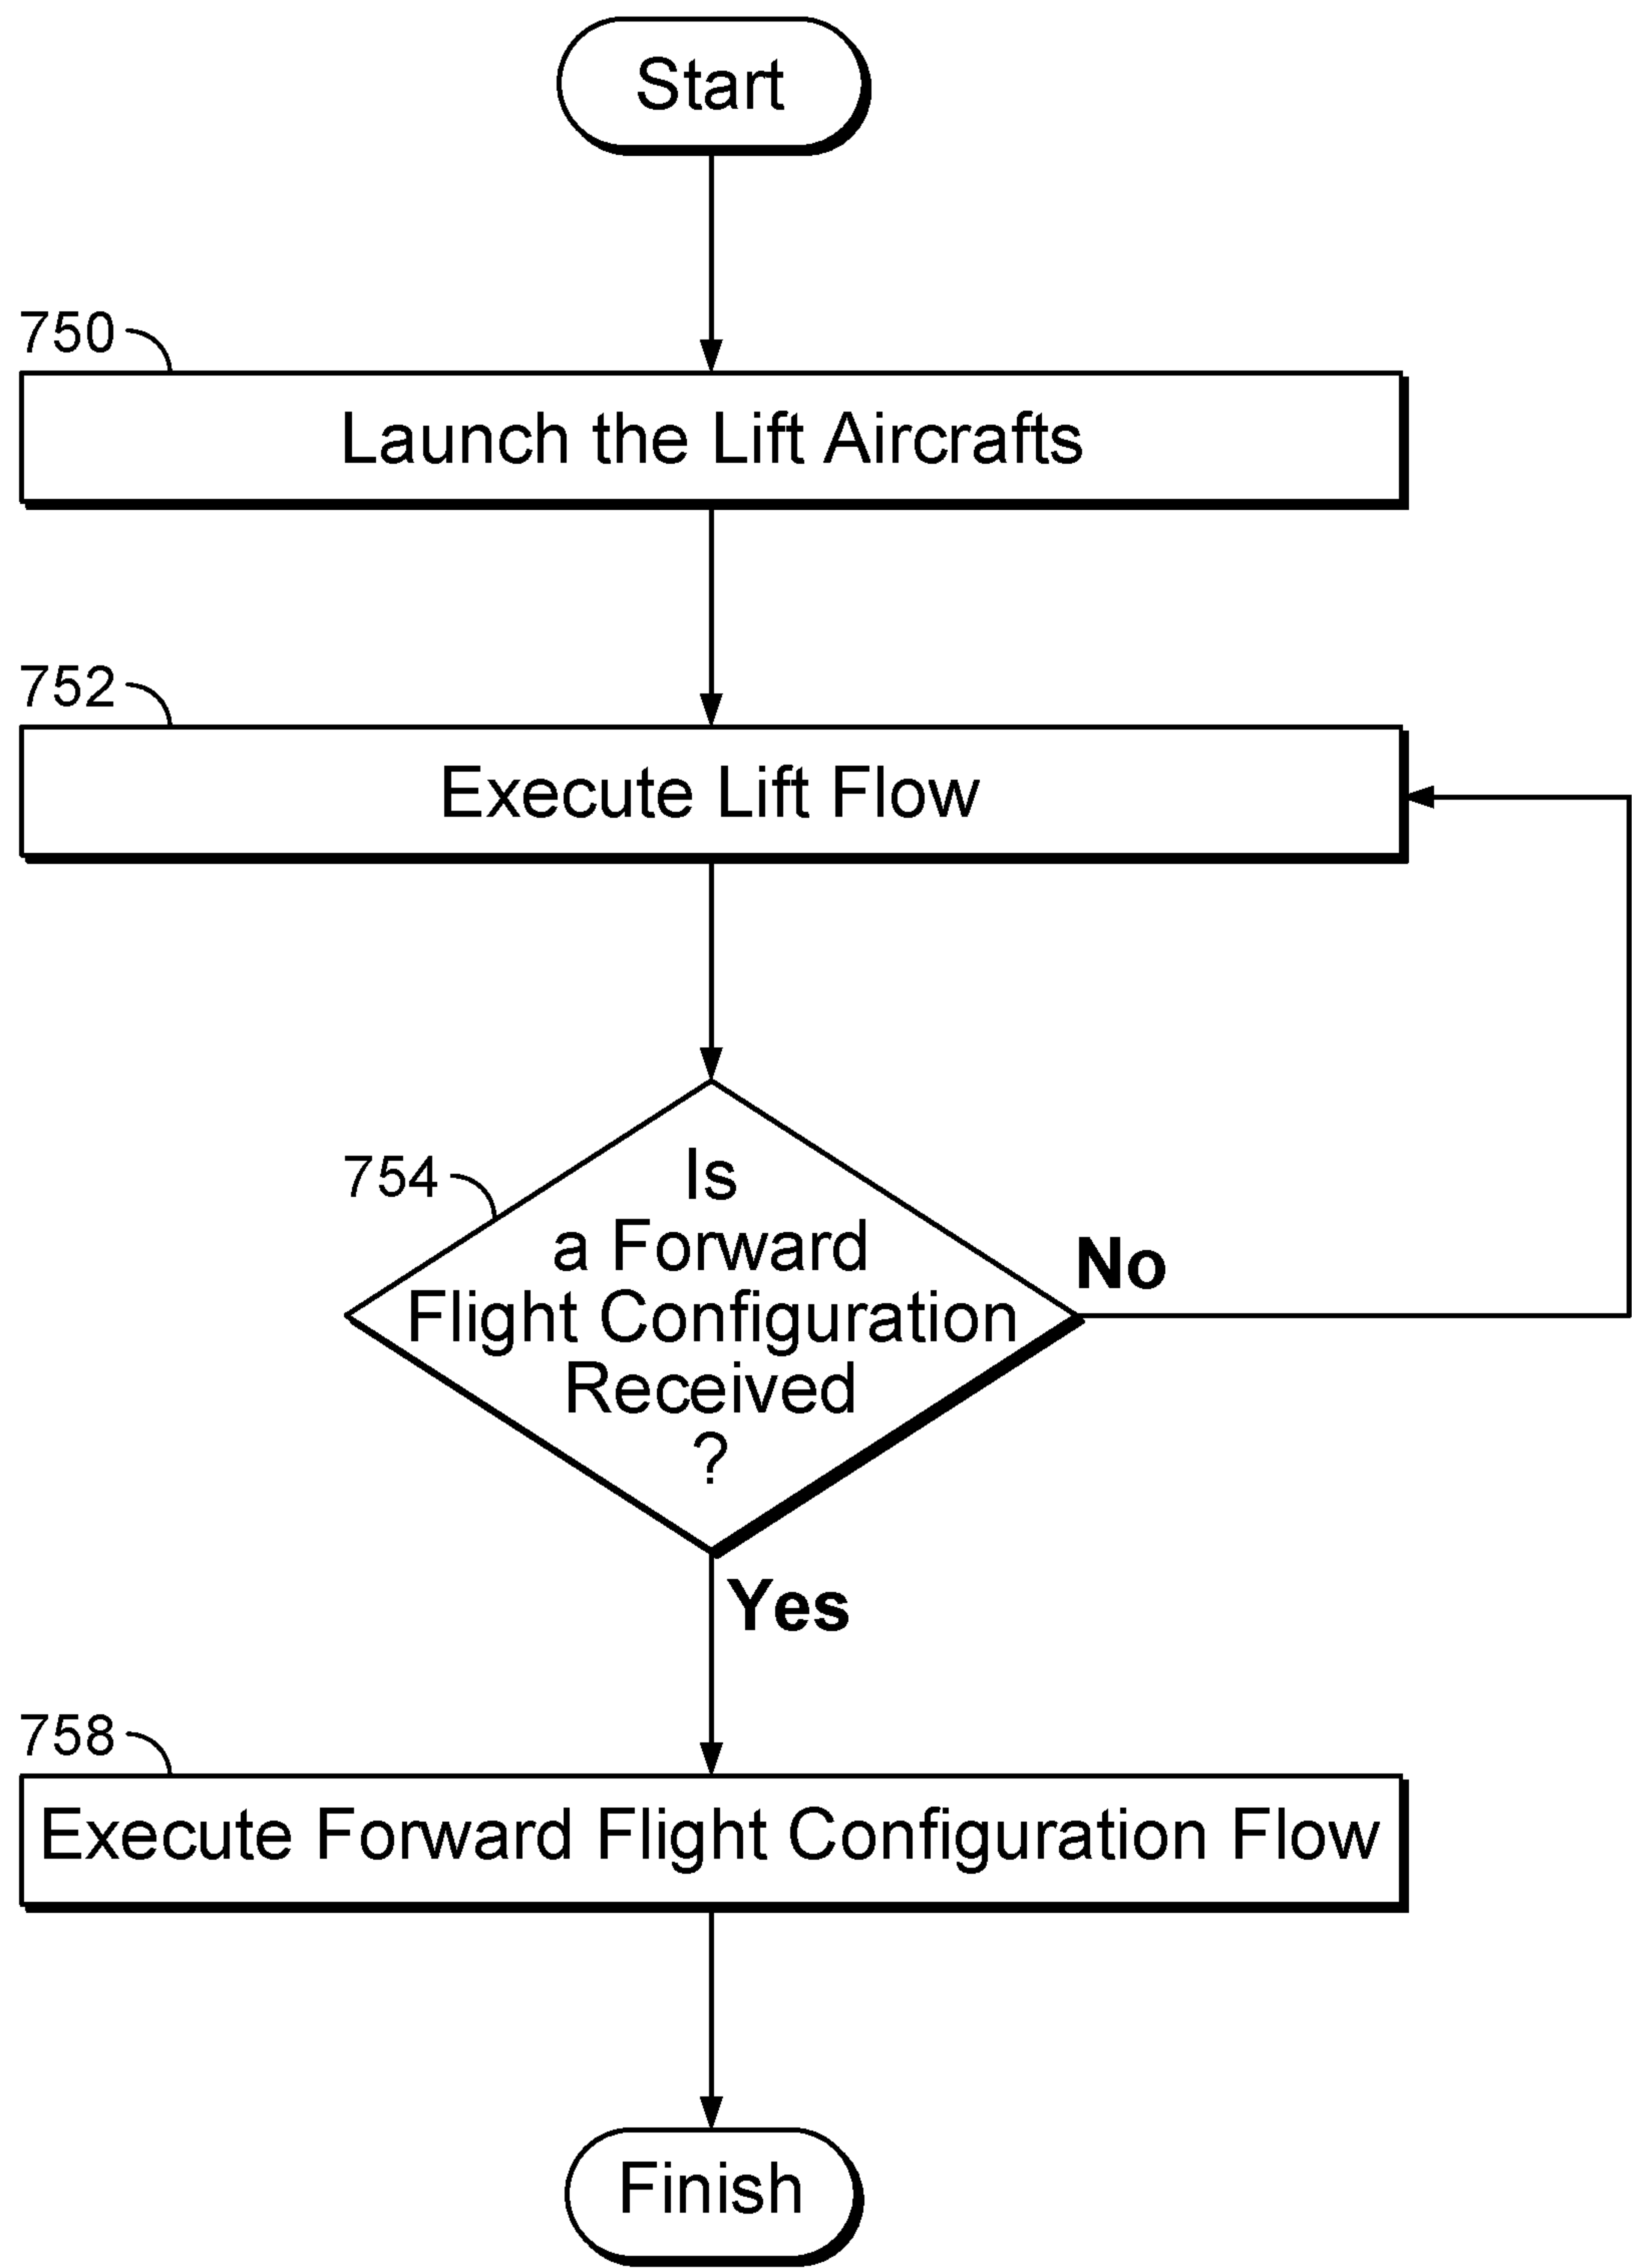 Start
750
Launch the Lift Aircrafts
752
Execute Lift Flow
754
Is
a Forward
Flight Configuration
Received
?
No
Yes
758
Execute Forward Flight Configuration Flow
Finish